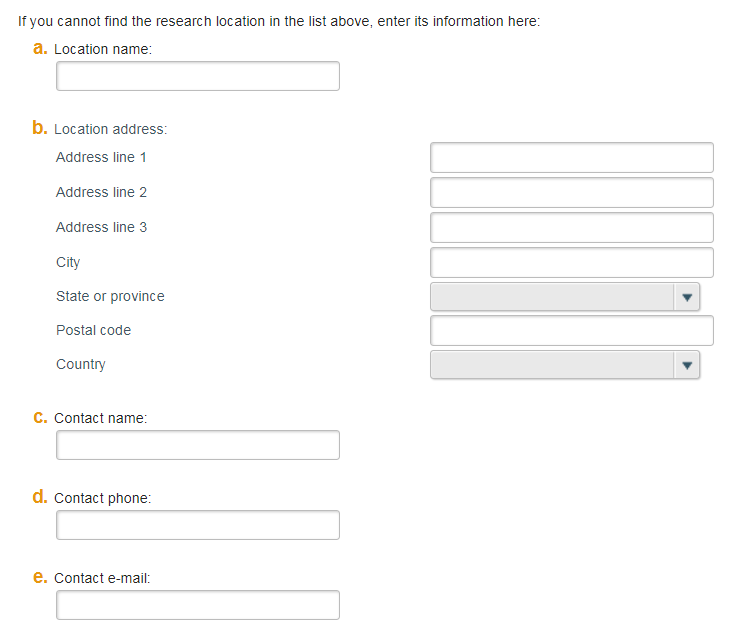 If you cannot find the research location in the list above, enter its information here:
a. Location name:
b. Location address:
Address line 1
Address line 2
Address line 3
City
State or province
Postal code
Country
c. Contact name:
d. Contact phone:
e. Contact e-mail: